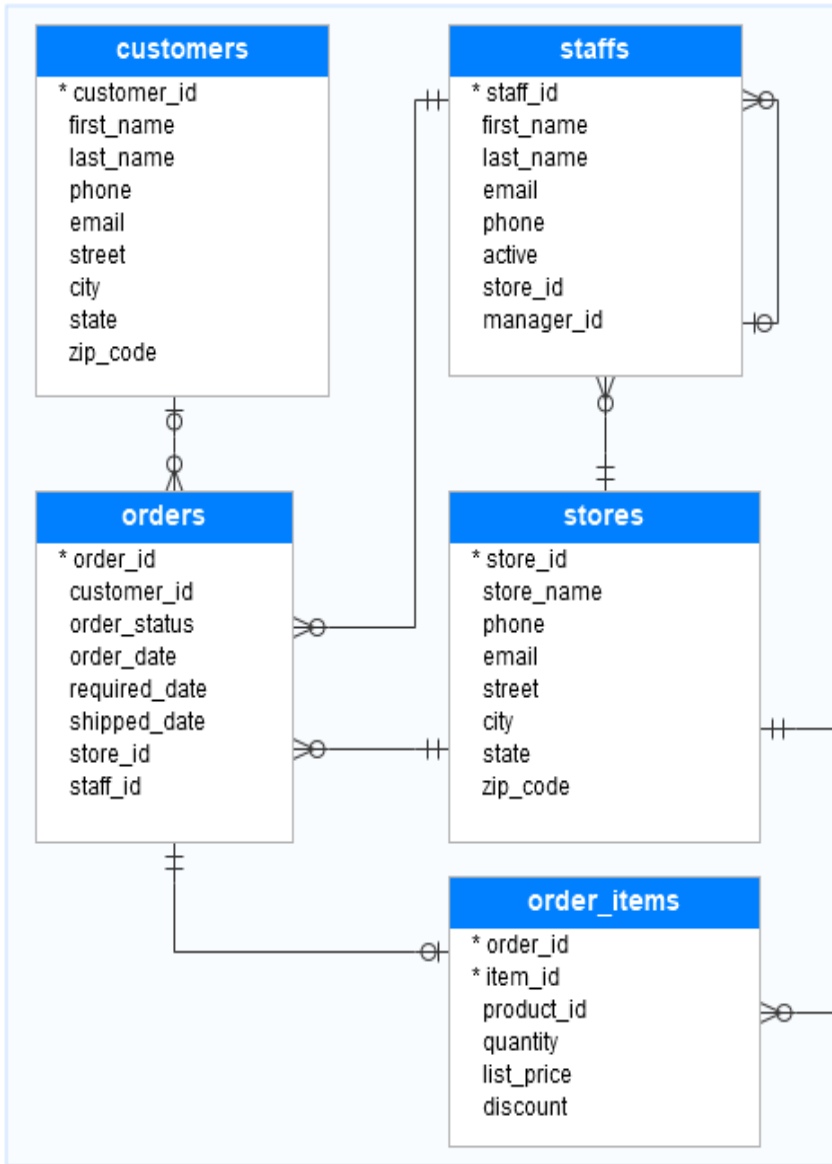 customers
* customer_id
first_name
last_name
phone
email
street
city
state
zip_code
staffs
* staff_id
first_name
last_name
email
phone
active
store_id
manager_id
orders
* order_id
customer_id
order_status
order_date
required_date
shipped_date
store_id
staff_id
stores
* store_id
store_name
phone
email
street
city
state
zip_code
order_items
* order_id
* item_id
product_id
quantity
list_price
discount